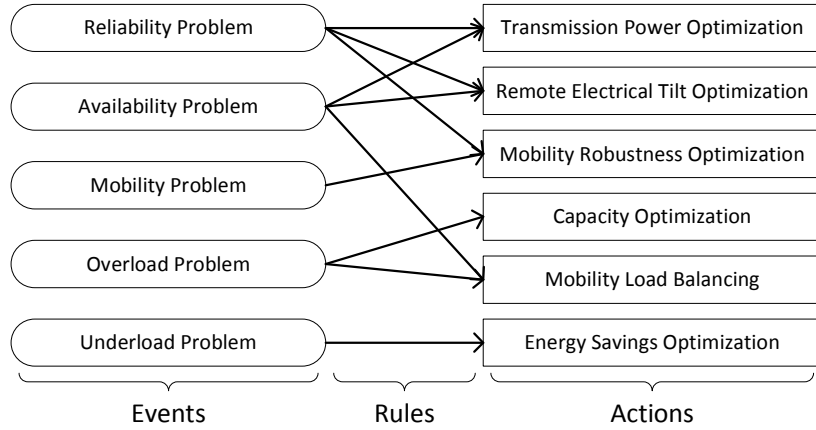 Reliability Problem
Transmission Power Optimization
Availability Problem
Remote Electrical Tilt Optimization
Mobility Problem
Mobility Robustness Optimization
Capacity Optimization
Overload Problem
Mobility Load Balancing
Underload Problem
Energy Savings Optimization
Events
Rules
Actions